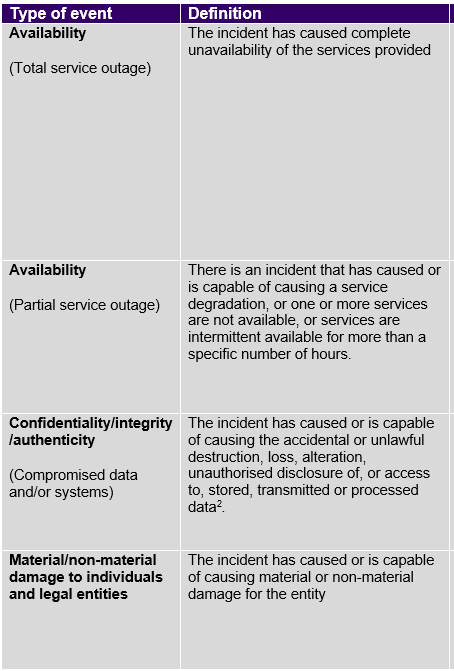 Type of event
Definition
Availability
(Total service outage)
The incident has caused complete
unavailability of the services provided
Availability
(Partial service outage)
There is an incident that has caused or
is capable of causing a service
degradation, or one or more services
are not available, or services are
intermittent available for more than a
specific number of hours.
Confidentiality/integrity
/authenticity
(Compromised data
and/or systems)
The incident has caused or is capable
of causing the accidental or unlawful
destruction, loss, alteration,
unauthorised disclosure of, or access
to, stored, transmitted or processed
data².
Material/non-material
damage to individuals
and legal entities
The incident has caused or is capable
of causing material or non-material
damage for the entity